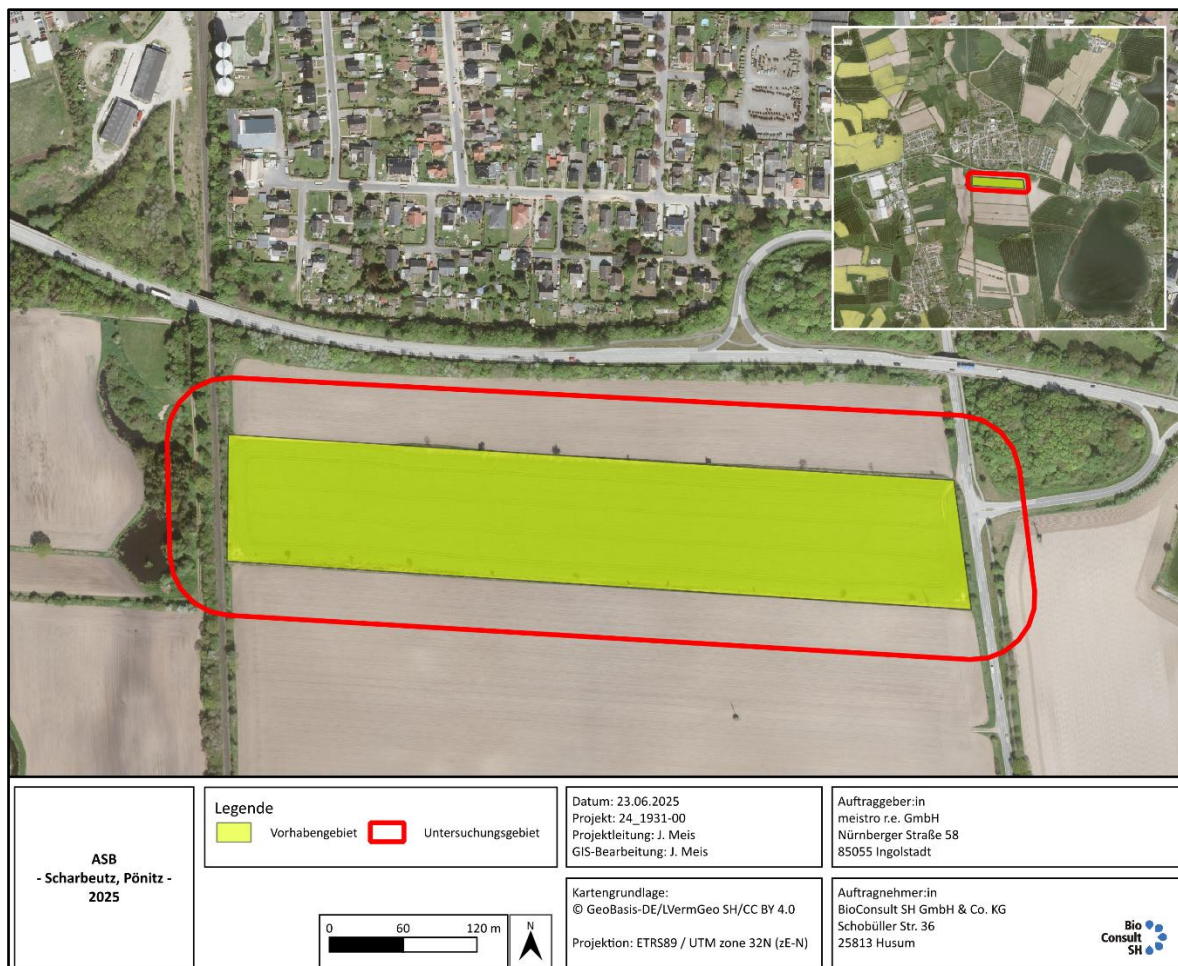 ASB
- Scharbeutz, Pönitz -
2025
Legende
Vorhabengebiet
Untersuchungsgebiet
0 60 120 m
N
Datum: 23.06.2025
Projekt: 24_1931-00
Projektleitung: J. Meis
GIS-Bearbeitung: J. Meis
Kartengrundlage:
© GeoBasis-DE/LVermGeo SH/CC BY 4.0
Projektion: ETRS89 / UTM zone 32N (zE-N)
Auftraggeber:in
meistro r.e. GmbH
Nürnberger Straße 58
85055 Ingolstadt
Auftragnehmer:in
BioConsult SH GmbH & Co. KG
Schobüller Str. 36
25813 Husum
Bio
Consult
SH